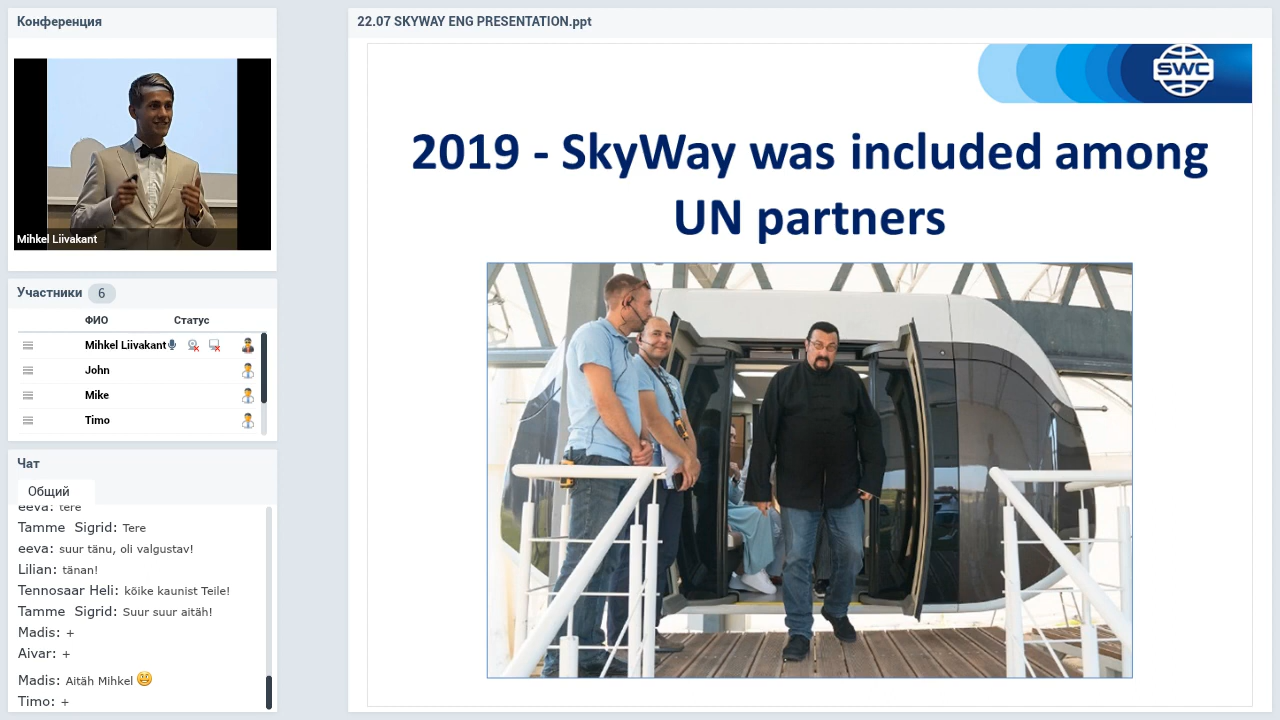 Конференция
Mihkel Liivakant
Участники 6
ФИО Статус
Mihkel Liivakant
John
Mike
Timo
Чат
Общий
eeva: tere
Tamme Sigrid: Tere
eeva: suur tänu, oli valgustav!
Lilian: tänan!
Tennosaar Heli: kõike kaunist Teile!
Tamme Sigrid: Suur suur aitäh!
Madis: +
Aivar: +
Madis: Aitäh Mihkel
Timo: +
22.07 SKYWAY ENG PRESENTATION.ppt
SWC
2019 - SkyWay was included among
UN partners